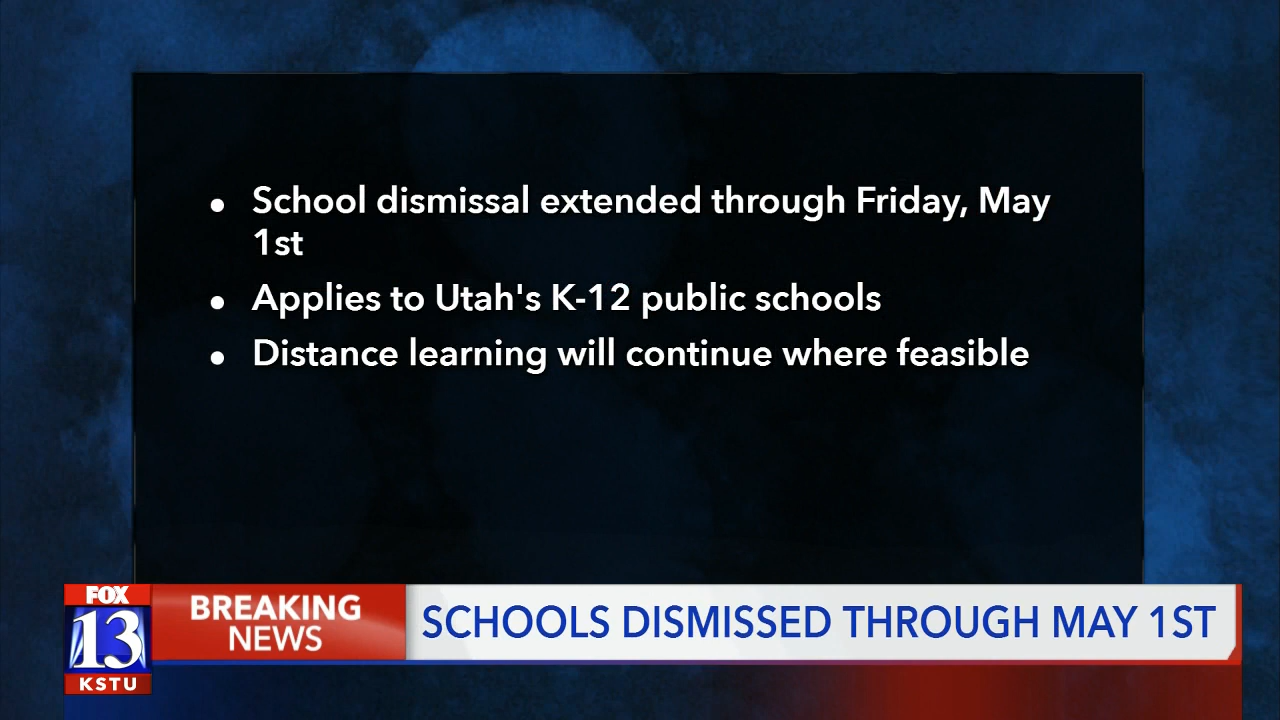 • School dismissal extended through Friday, May
1st
• Applies to Utah's K-12 public schools
• Distance learning will continue where feasible
FOX
13
KSTU
BREAKING
NEWS
SCHOOLS DISMISSED THROUGH MAY 1ST